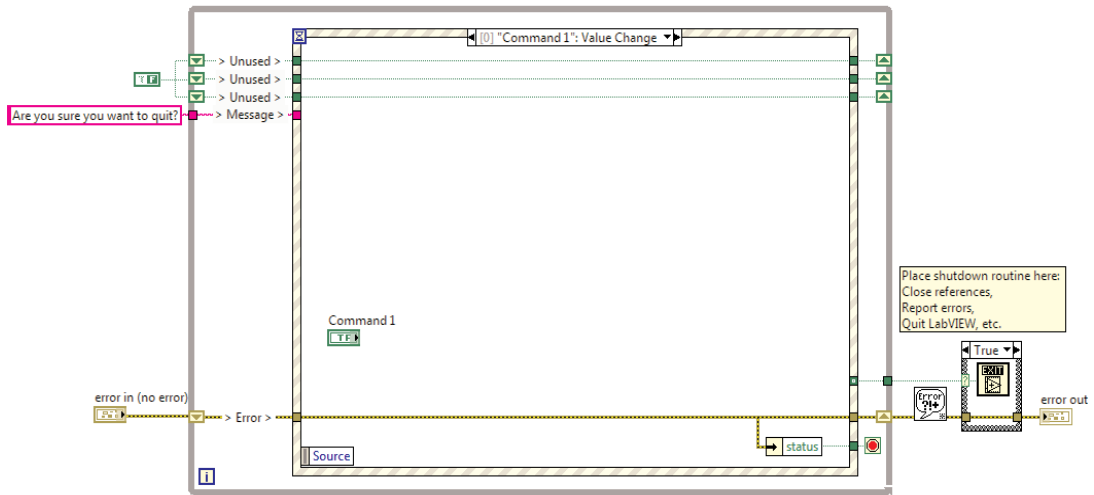 [0] "Command 1": Value Change
> Unused >
T F
> Unused >
> Unused >
Are you sure you want to quit?
> Message >
Place shutdown routine here:
Close references,
Report errors,
Quit LabVIEW, etc.
Command 1
TF
True
EXIT
?
error in (no error)
> Error >
Error
?!+
error out
status
Source
i